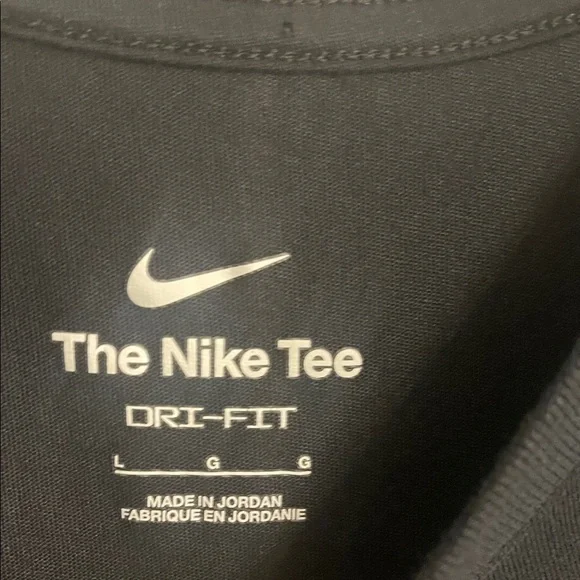 The Nike Tee
DRI-FIT
L G G
MADE IN JORDAN
FABRIQUE EN JORDANIE